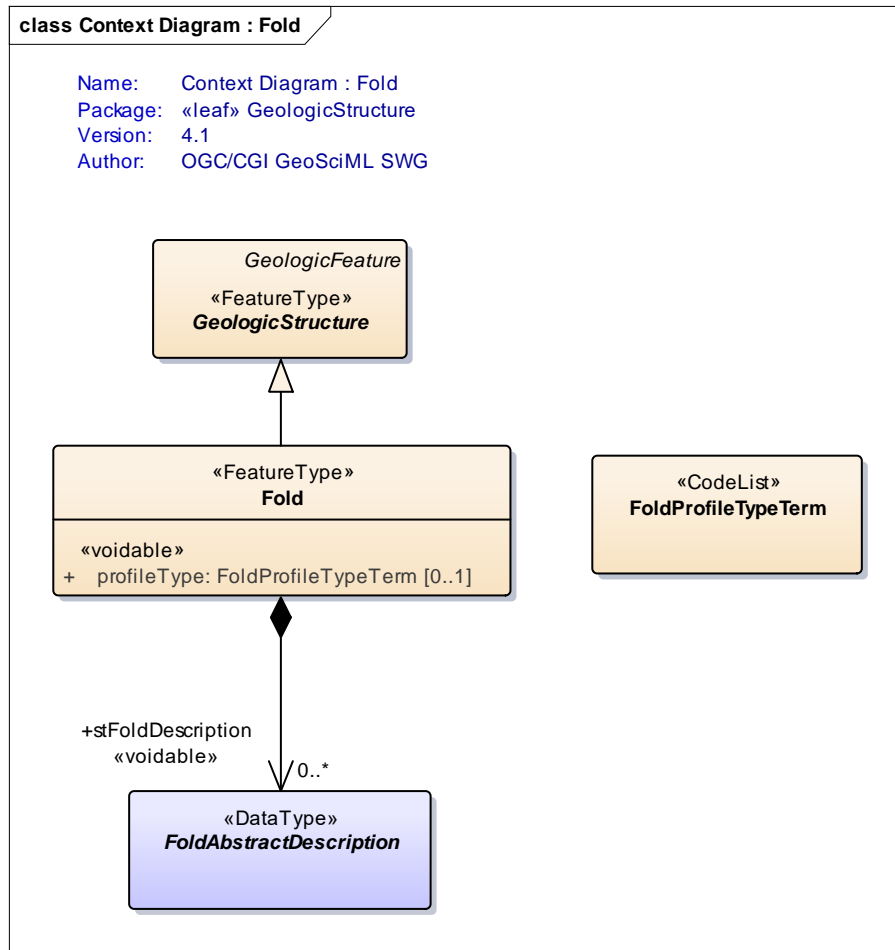 class Context Diagram : Fold
Name: Context Diagram : Fold
Package: «leaf» GeologicStructure
Version: 4.1
Author: OGC/CGI GeoSciML SWG
GeologicFeature
«FeatureType»
GeologicStructure
«FeatureType»
Fold
«voidable»
+ profileType: FoldProfileTypeTerm [0..1]
«CodeList»
FoldProfileTypeTerm
+stFoldDescription
«voidable»
0..*
«DataType»
FoldAbstractDescription